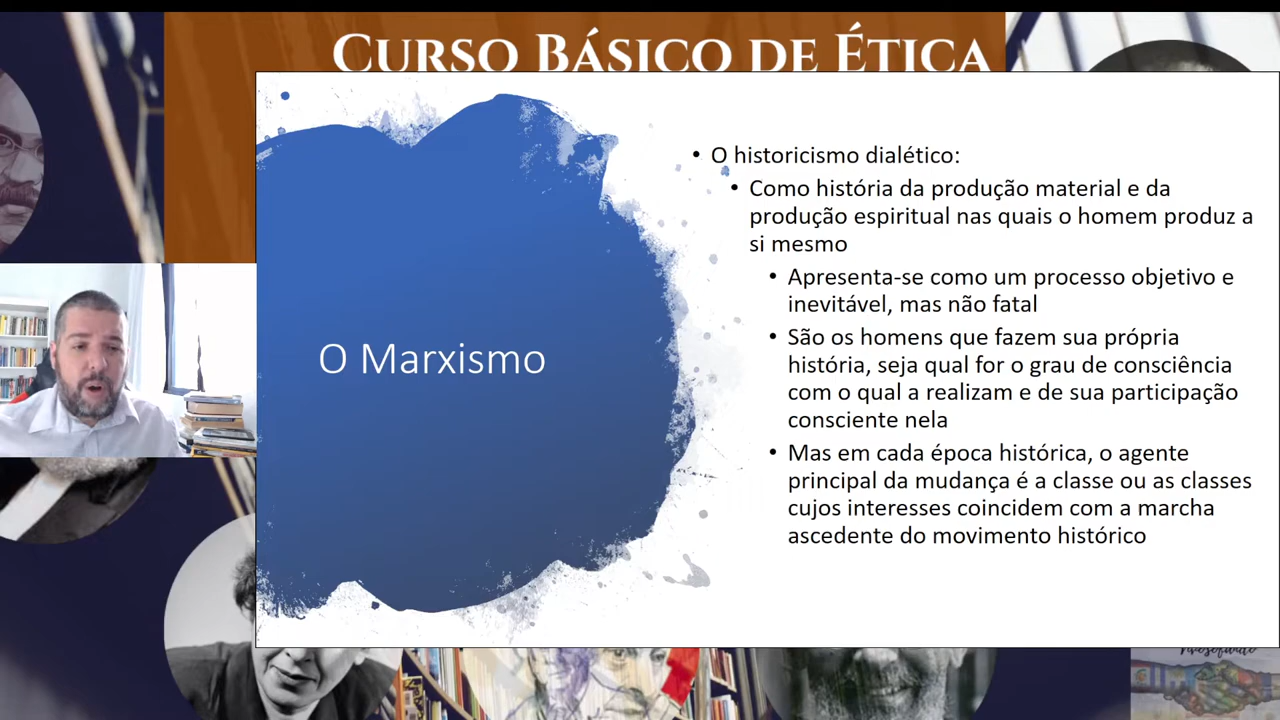 CURSO BÁSICO DE ÉTICA
O Marxismo
• O historicismo dialético:
• Como história da produção material e da
produção espiritual nas quais o homem produz a
si mesmo
• Apresenta-se como um processo objetivo e
inevitável, mas não fatal
• São os homens que fazem sua própria
história, seja qual for o grau de consciência
com o qual a realizam e de sua participação
consciente nela
• Mas em cada época histórica, o agente
principal da mudança é a classe ou as classes
cujos interesses coincidem com a marcha
ascedente do movimento histórico